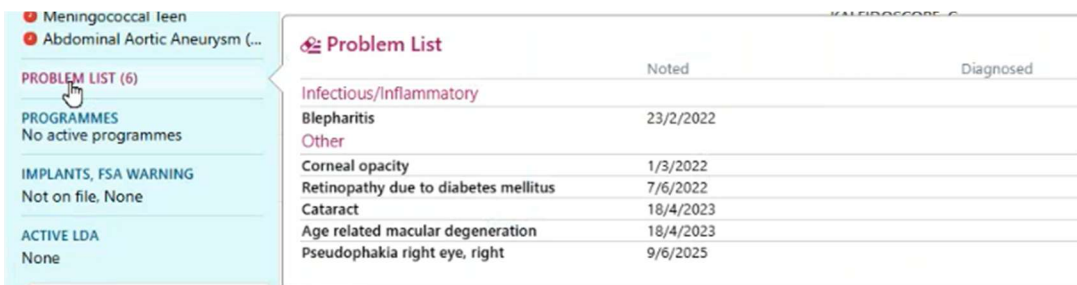 Meningococcal Teen
Abdominal Aortic Aneurysm (...
PROBLEM LIST (6)
PROGRAMMES
No active programmes
IMPLANTS, FSA WARNING
Not on file, None
ACTIVE LDA
None
KALEIDOSCOPE, C
Problem List
Noted Diagnosed
Infectious/Inflammatory
Blepharitis 23/2/2022
Other
Corneal opacity 1/3/2022
Retinopathy due to diabetes mellitus 7/6/2022
Cataract 18/4/2023
Age related macular degeneration 18/4/2023
Pseudophakia right eye, right 9/6/2025